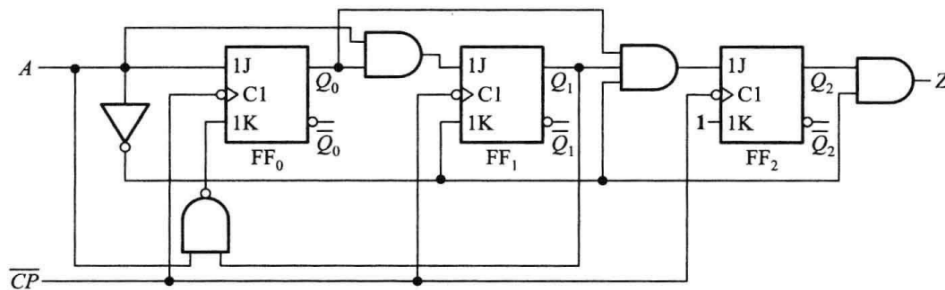 A
1J
C1
1K
Q₀
Q̅₀
FF₀
1J
C1
1K
Q₁
Q̅₁
FF₁
1J
C1
1
1K
Q₂
Q̅₂
FF₂
Z
C̅P̅